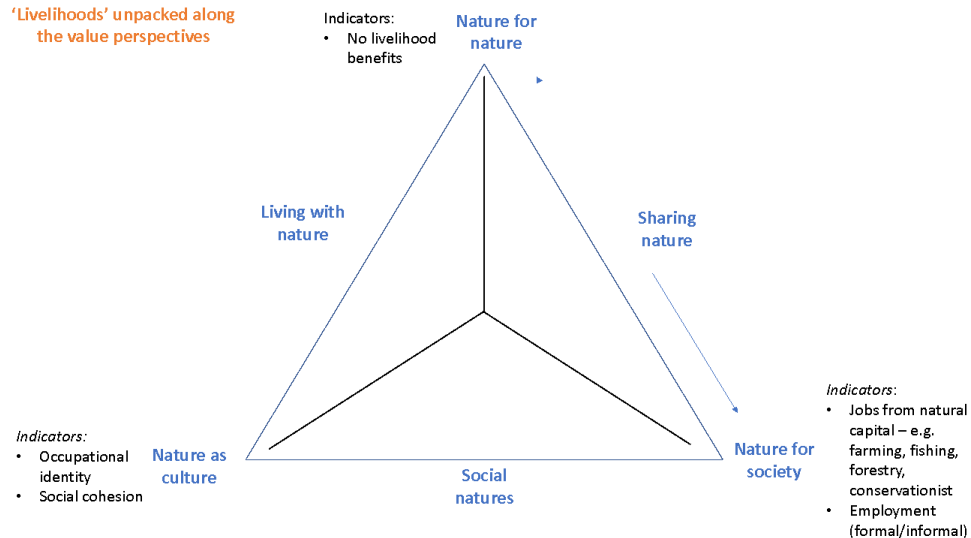 ‘Livelihoods’ unpacked along
the value perspectives
Indicators:
• No livelihood
benefits
Nature for
nature
Living with
nature
Sharing
nature
Indicators:
• Occupational
identity
• Social cohesion
Nature as
culture
Social
natures
Nature for
society
Indicators:
• Jobs from natural
capital – e.g.
farming, fishing,
forestry,
conservationist
• Employment
(formal/informal)